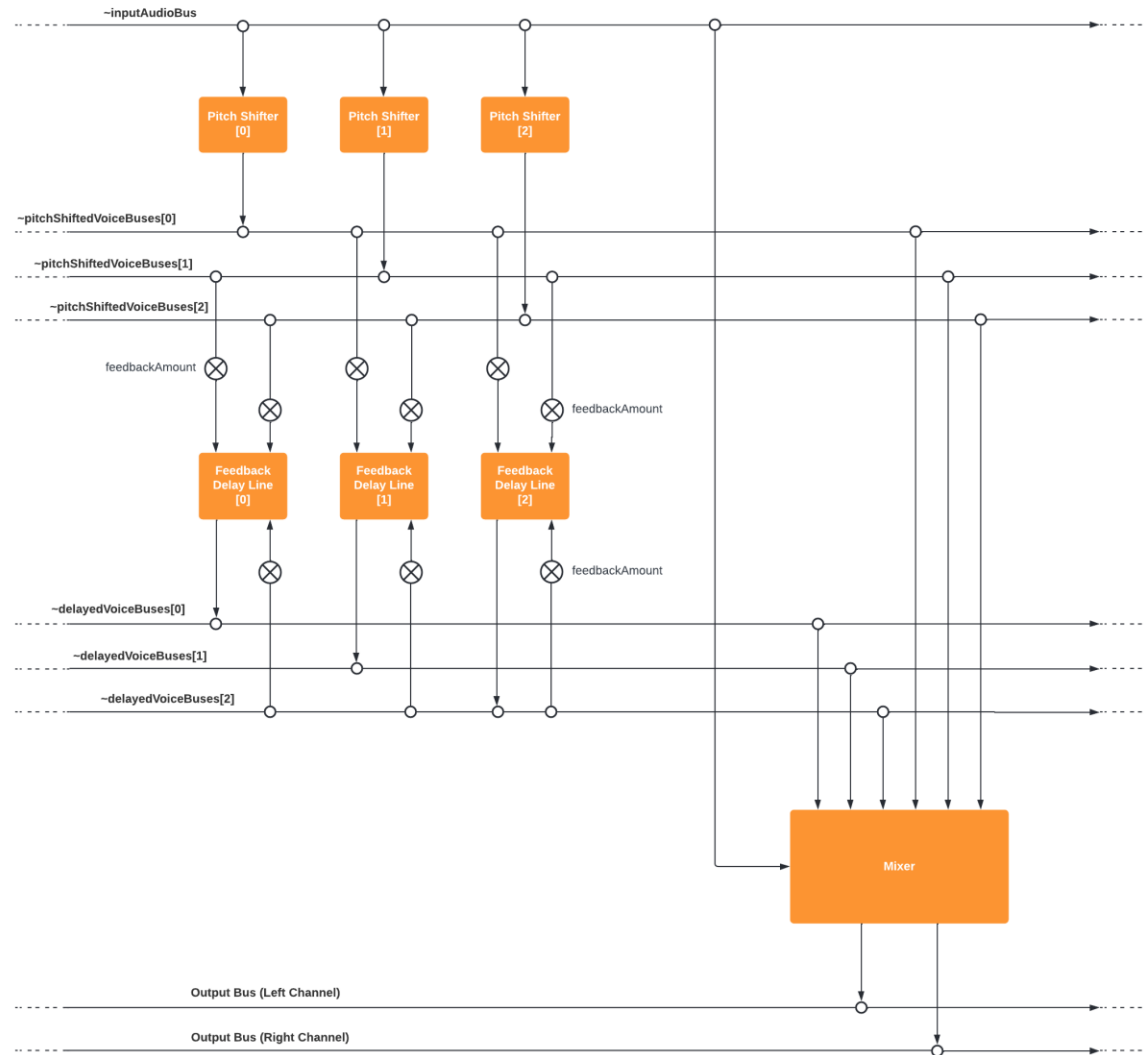 ~inputAudioBus
Pitch Shifter
[0]
Pitch Shifter
[1]
Pitch Shifter
[2]
~pitchShiftedVoiceBuses[0]
~pitchShiftedVoiceBuses[1]
~pitchShiftedVoiceBuses[2]
feedbackAmount
feedbackAmount
Feedback
Delay Line
[0]
Feedback
Delay Line
[1]
Feedback
Delay Line
[2]
feedbackAmount
~delayedVoiceBuses[0]
~delayedVoiceBuses[1]
~delayedVoiceBuses[2]
Mixer
Output Bus (Left Channel)
Output Bus (Right Channel)